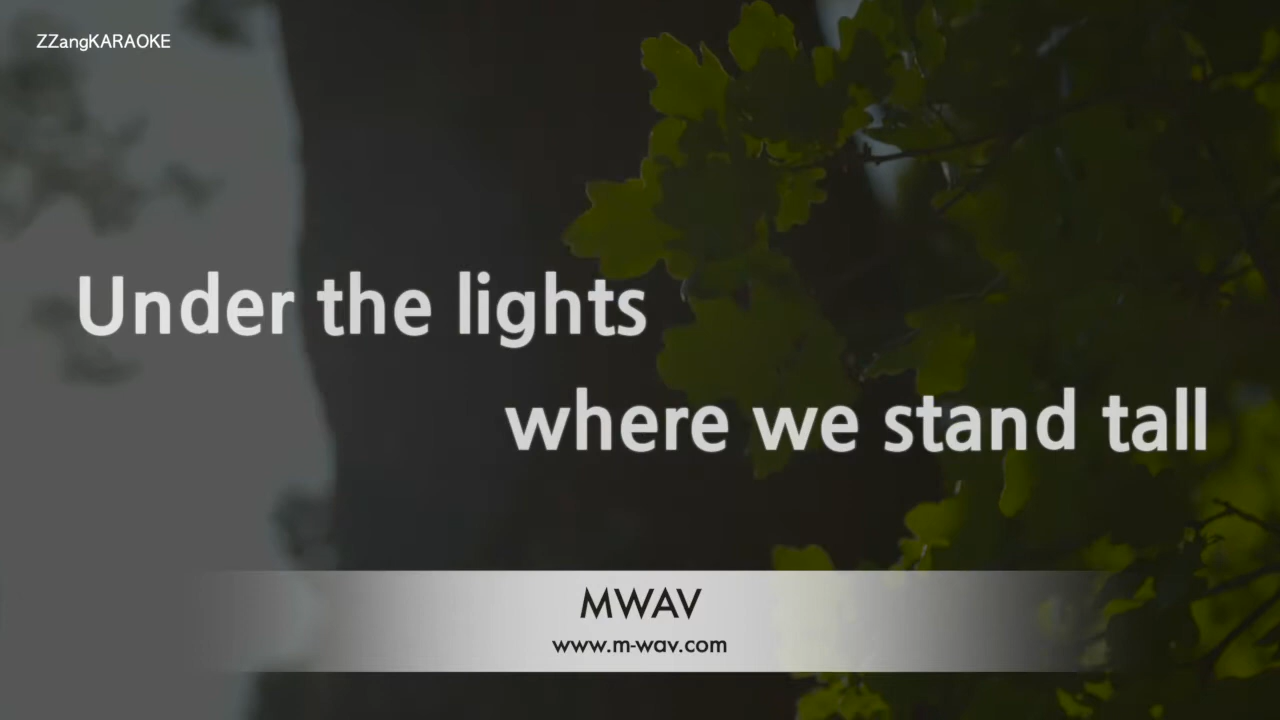 ZZangKARAOKE
Under the lights
where we stand tall
MWAV
www.m-wav.com